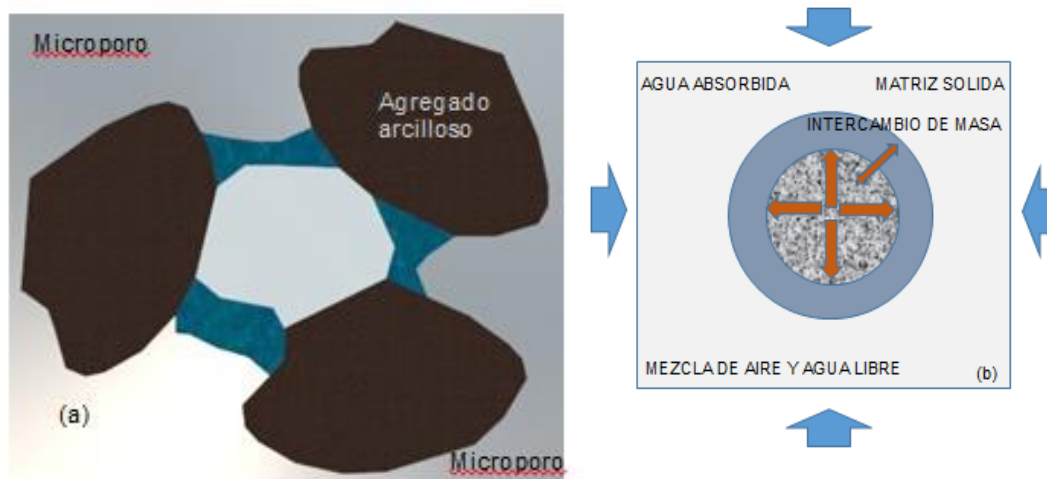 Microporo
Agregado
arcilloso
(a)
Microporo
AGUA ABSORBIDA
MATRIZ SOLIDA
INTERCAMBIO DE MASA
MEZCLA DE AIRE Y AGUA LIBRE
(b)